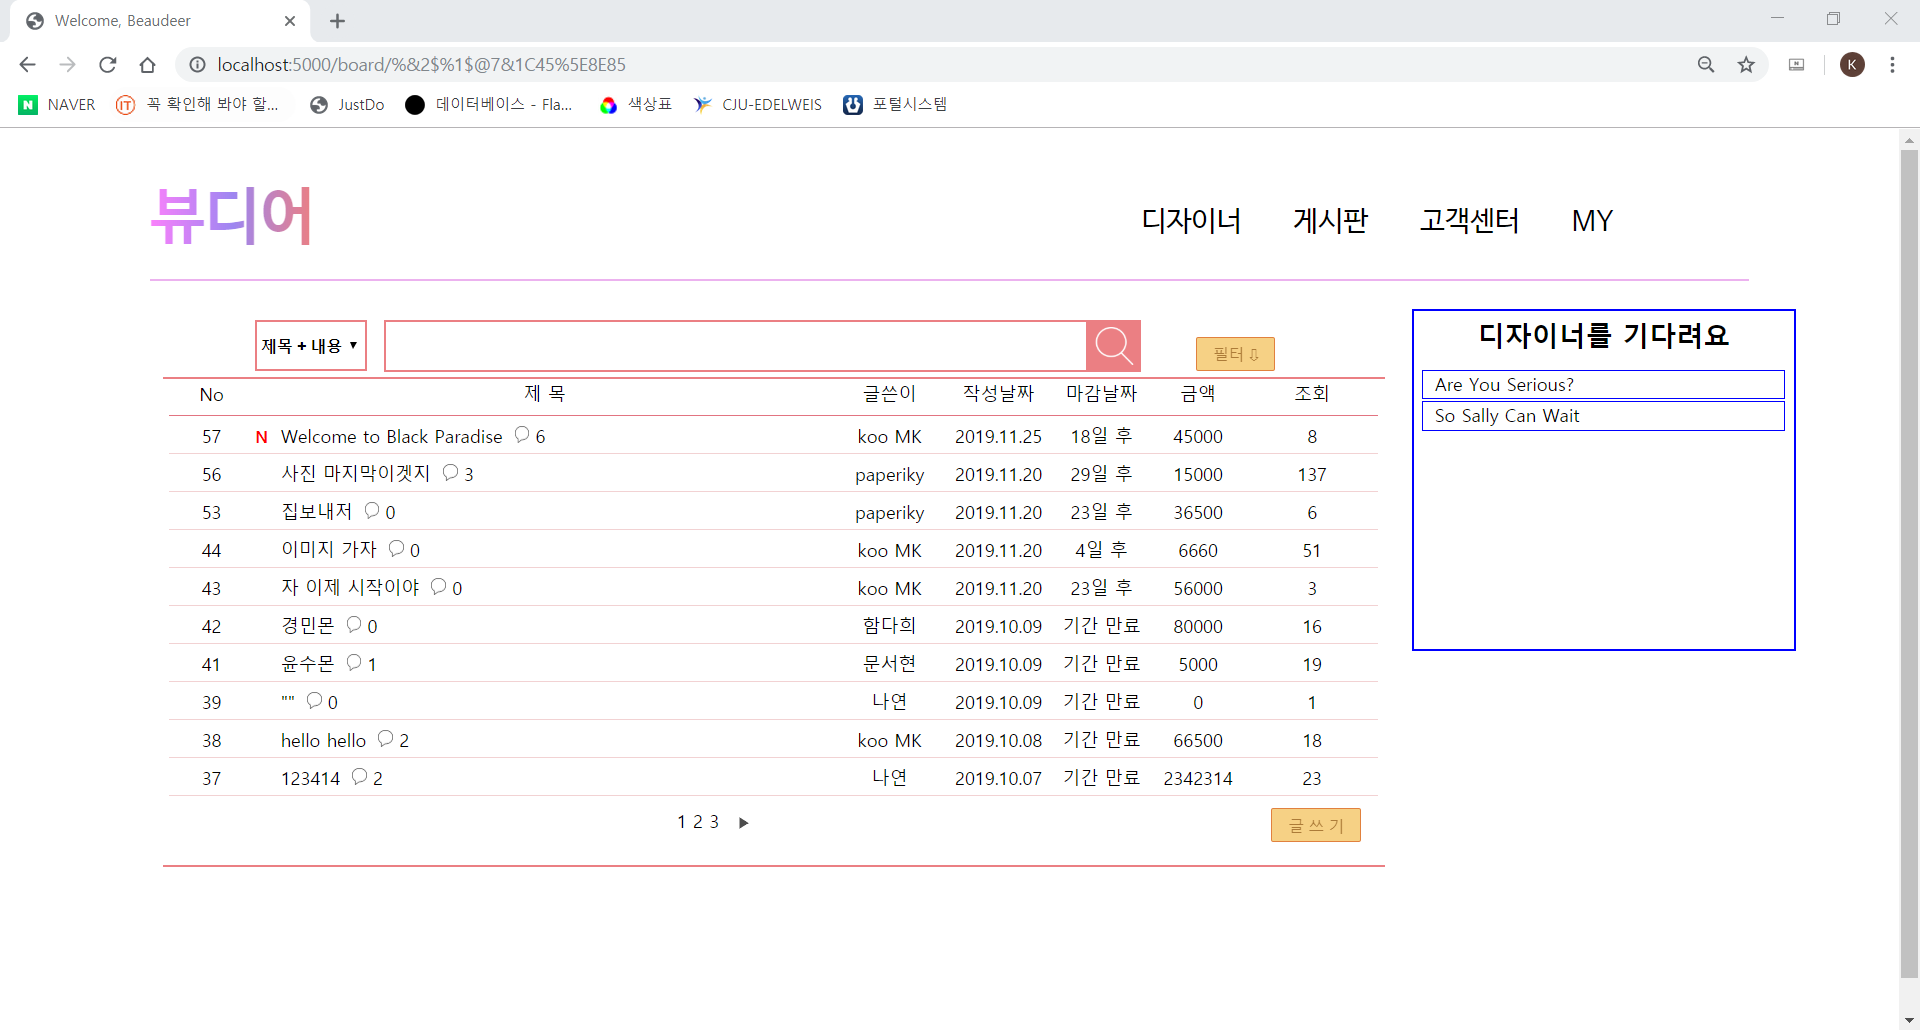 Welcome, Beaudeer
localhost:5000/board/%&2$%1$@7&1C45%5E8E85
K
NAVER 꼭 확인해 봐야 할... JustDo 데이터베이스 - Fla... 색상표 CJU-EDELWEIS 포털시스템
뷰디어
디자이너 게시판 고객센터 MY
제목 + 내용 ▼
필터 ⇩
No 제 목 글쓴이 작성날짜 마감날짜 금액 조회
57 N Welcome to Black Paradise 6 koo MK 2019.11.25 18일 후 45000 8
56 사진 마지막이겟지 3 paperiky 2019.11.20 29일 후 15000 137
53 집보내저 0 paperiky 2019.11.20 23일 후 36500 6
44 이미지 가자 0 koo MK 2019.11.20 4일 후 6660 51
43 자 이제 시작이야 0 koo MK 2019.11.20 23일 후 56000 3
42 경민몬 0 함다희 2019.10.09 기간 만료 80000 16
41 윤수몬 1 문서현 2019.10.09 기간 만료 5000 19
39 "" 0 나연 2019.10.09 기간 만료 0 1
38 hello hello 2 koo MK 2019.10.08 기간 만료 66500 18
37 123414 2 나연 2019.10.07 기간 만료 2342314 23
1 2 3 ▶
글 쓰 기
디자이너를 기다려요
Are You Serious?
So Sally Can Wait